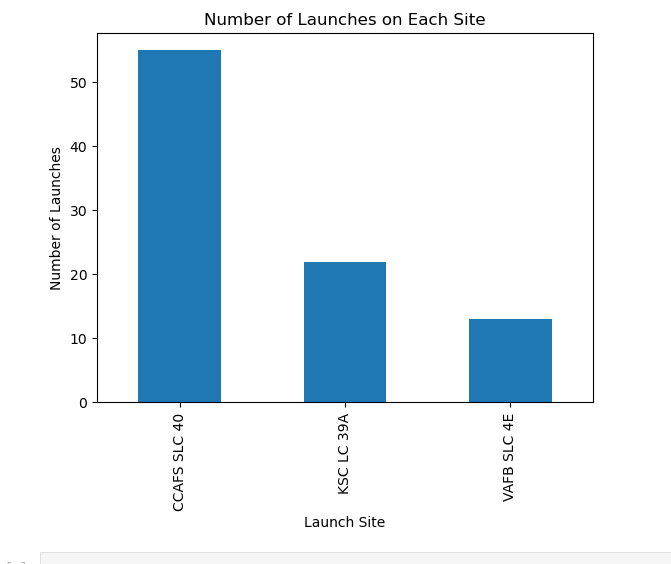 Number of Launches on Each Site
Number of Launches
50
40
30
20
10
0
CCAFS SLC 40
KSC LC 39A
VAFB SLC 4E
Launch Site